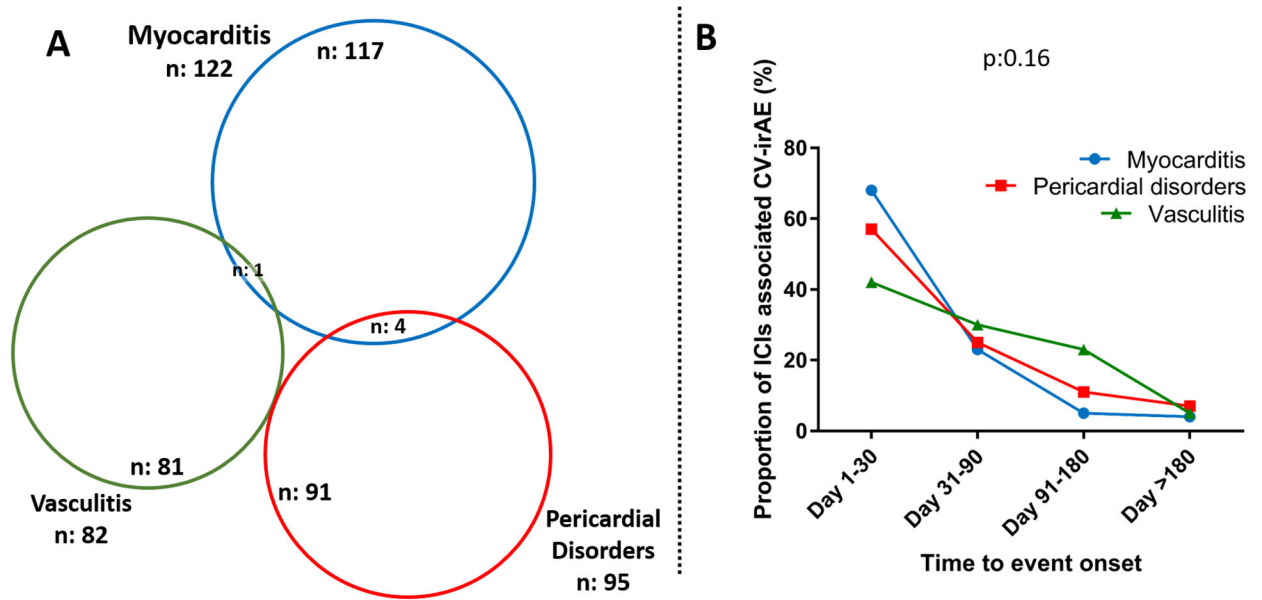 A
Myocarditis
n: 122
n: 117
n: 1
n: 4
n: 81
Vasculitis
n: 82
n: 91
Pericardial
Disorders
n: 95
B
p:0.16
Proportion of ICIs associated CV-irAE (%)
80
60
40
20
0
Myocarditis
Pericardial disorders
Vasculitis
Day 1-30
Day 31-90
Day 91-180
Day >180
Time to event onset